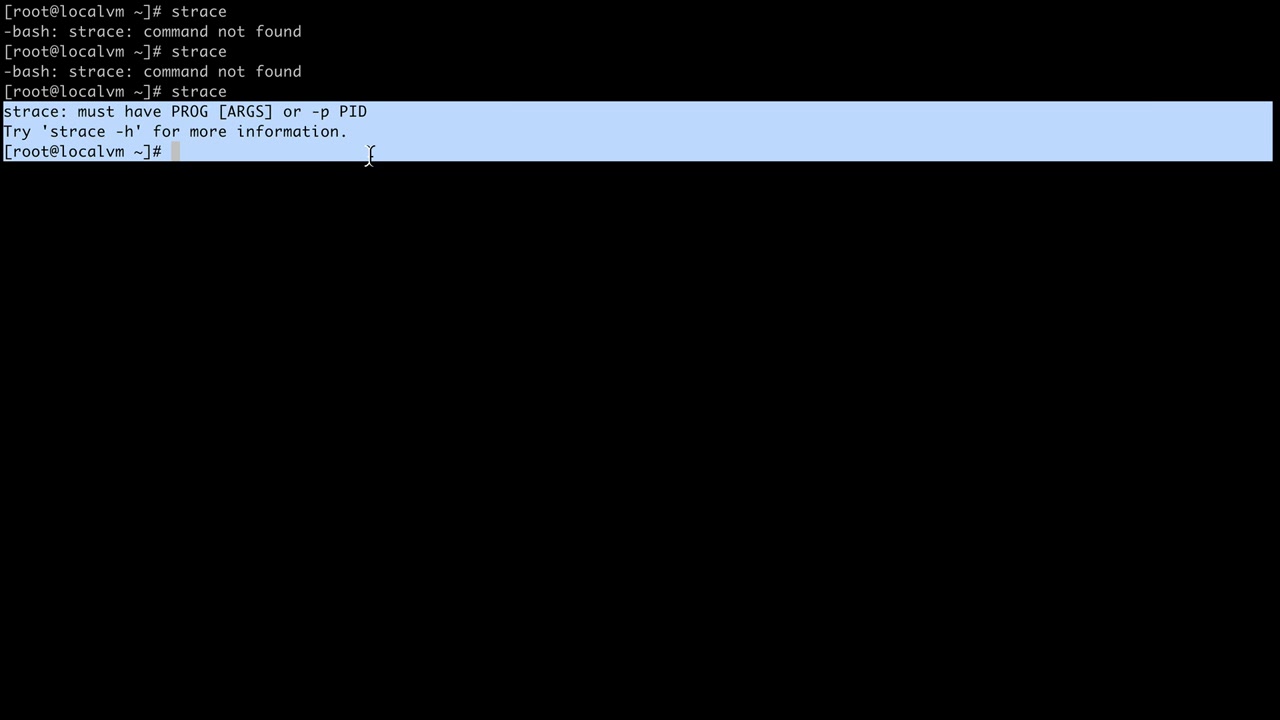 [root@localvm ~]# strace
-bash: strace: command not found
[root@localvm ~]# strace
-bash: strace: command not found
[root@localvm ~]# strace
strace: must have PROG [ARGS] or -p PID
Try 'strace -h' for more information.
[root@localvm ~]#